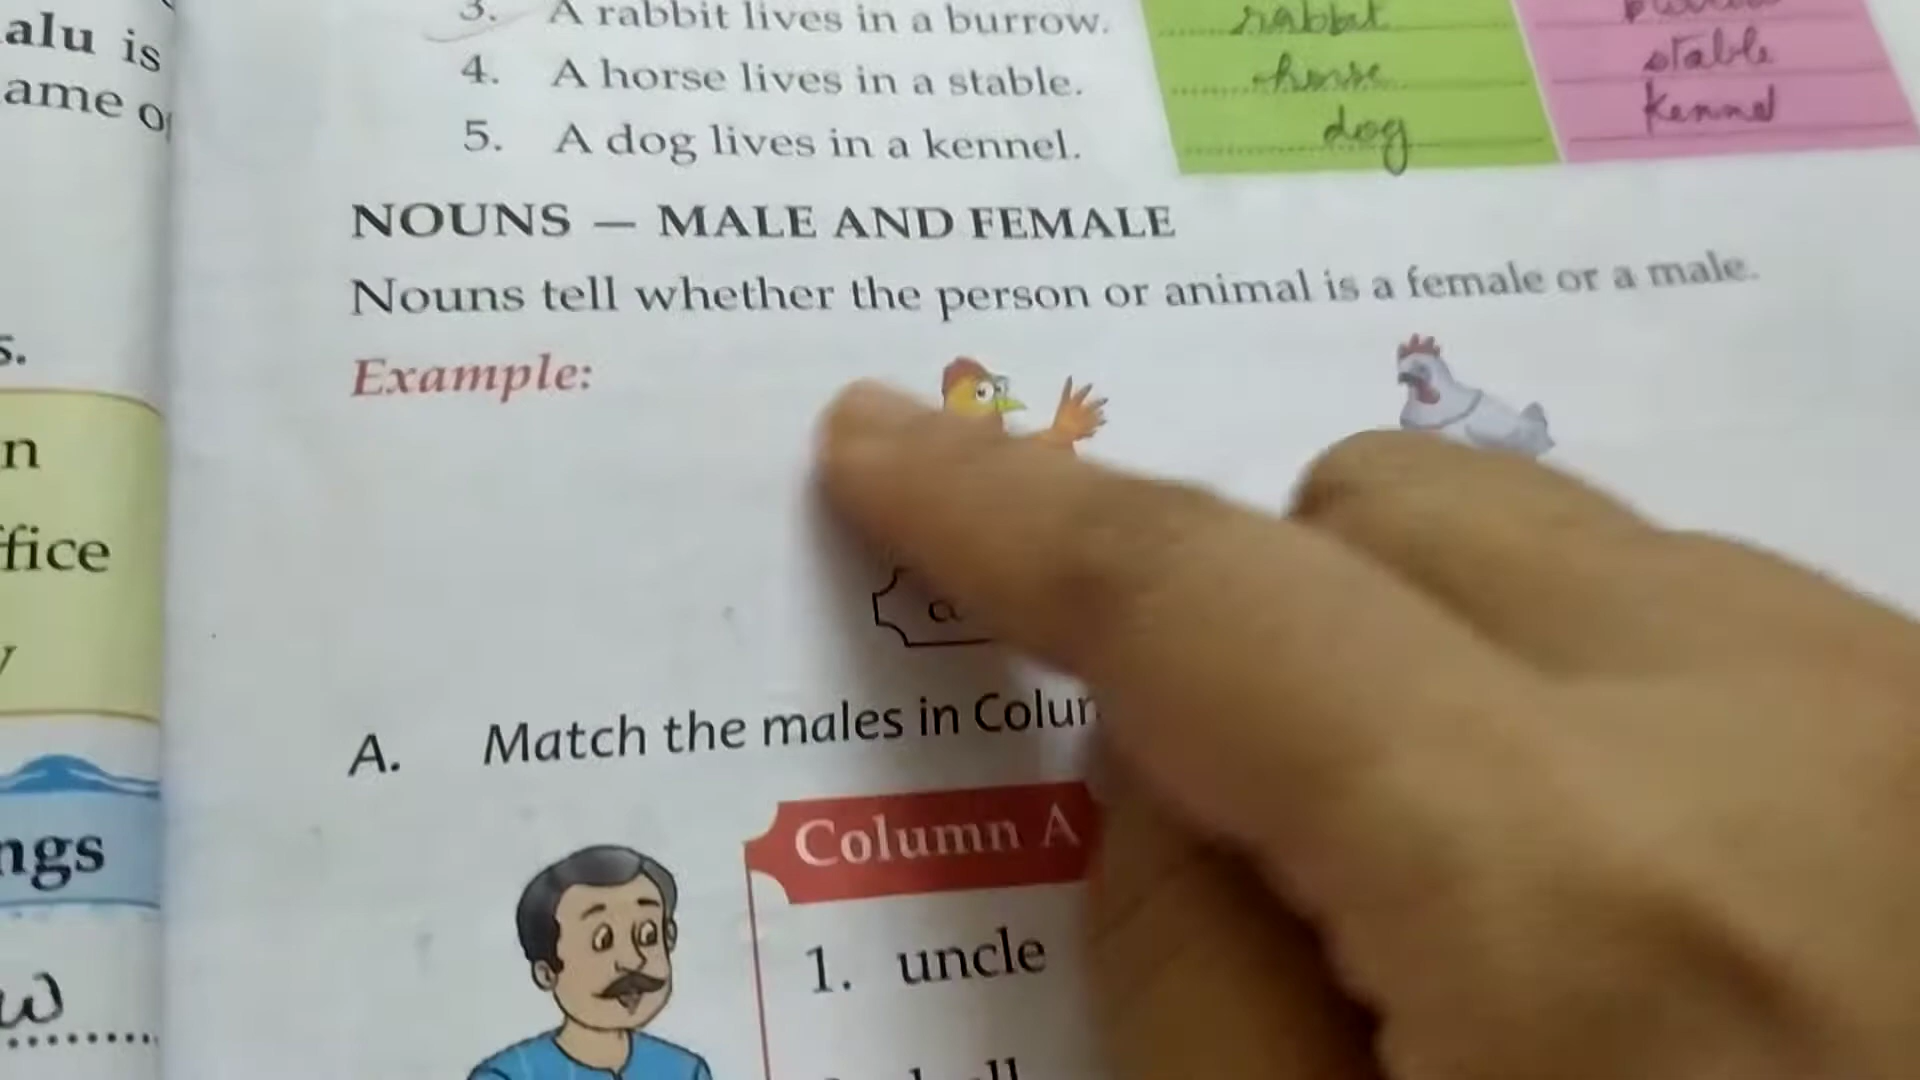 alu is
ame o
s.
n
ffice
y
ngs
w
3. A rabbit lives in a burrow. rabbit
4. A horse lives in a stable. horse stable
5. A dog lives in a kennel. dog kennel
NOUNS — MALE AND FEMALE
Nouns tell whether the person or animal is a female or a male.
Example:
a
A. Match the males in Colum
Column A
1. uncle